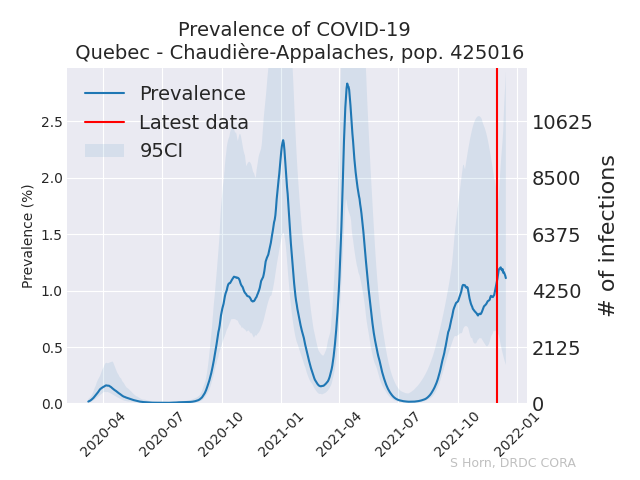 Prevalence of COVID-19
Quebec - Chaudière-Appalaches, pop. 425016
Prevalence
Latest data
95CI
Prevalence (%)
2.5
2.0
1.5
1.0
0.5
0.0
10625
8500
6375
4250
2125
0
# of infections
2020-04
2020-07
2020-10
2021-01
2021-04
2021-07
2021-10
2022-01
S Horn, DRDC CORA